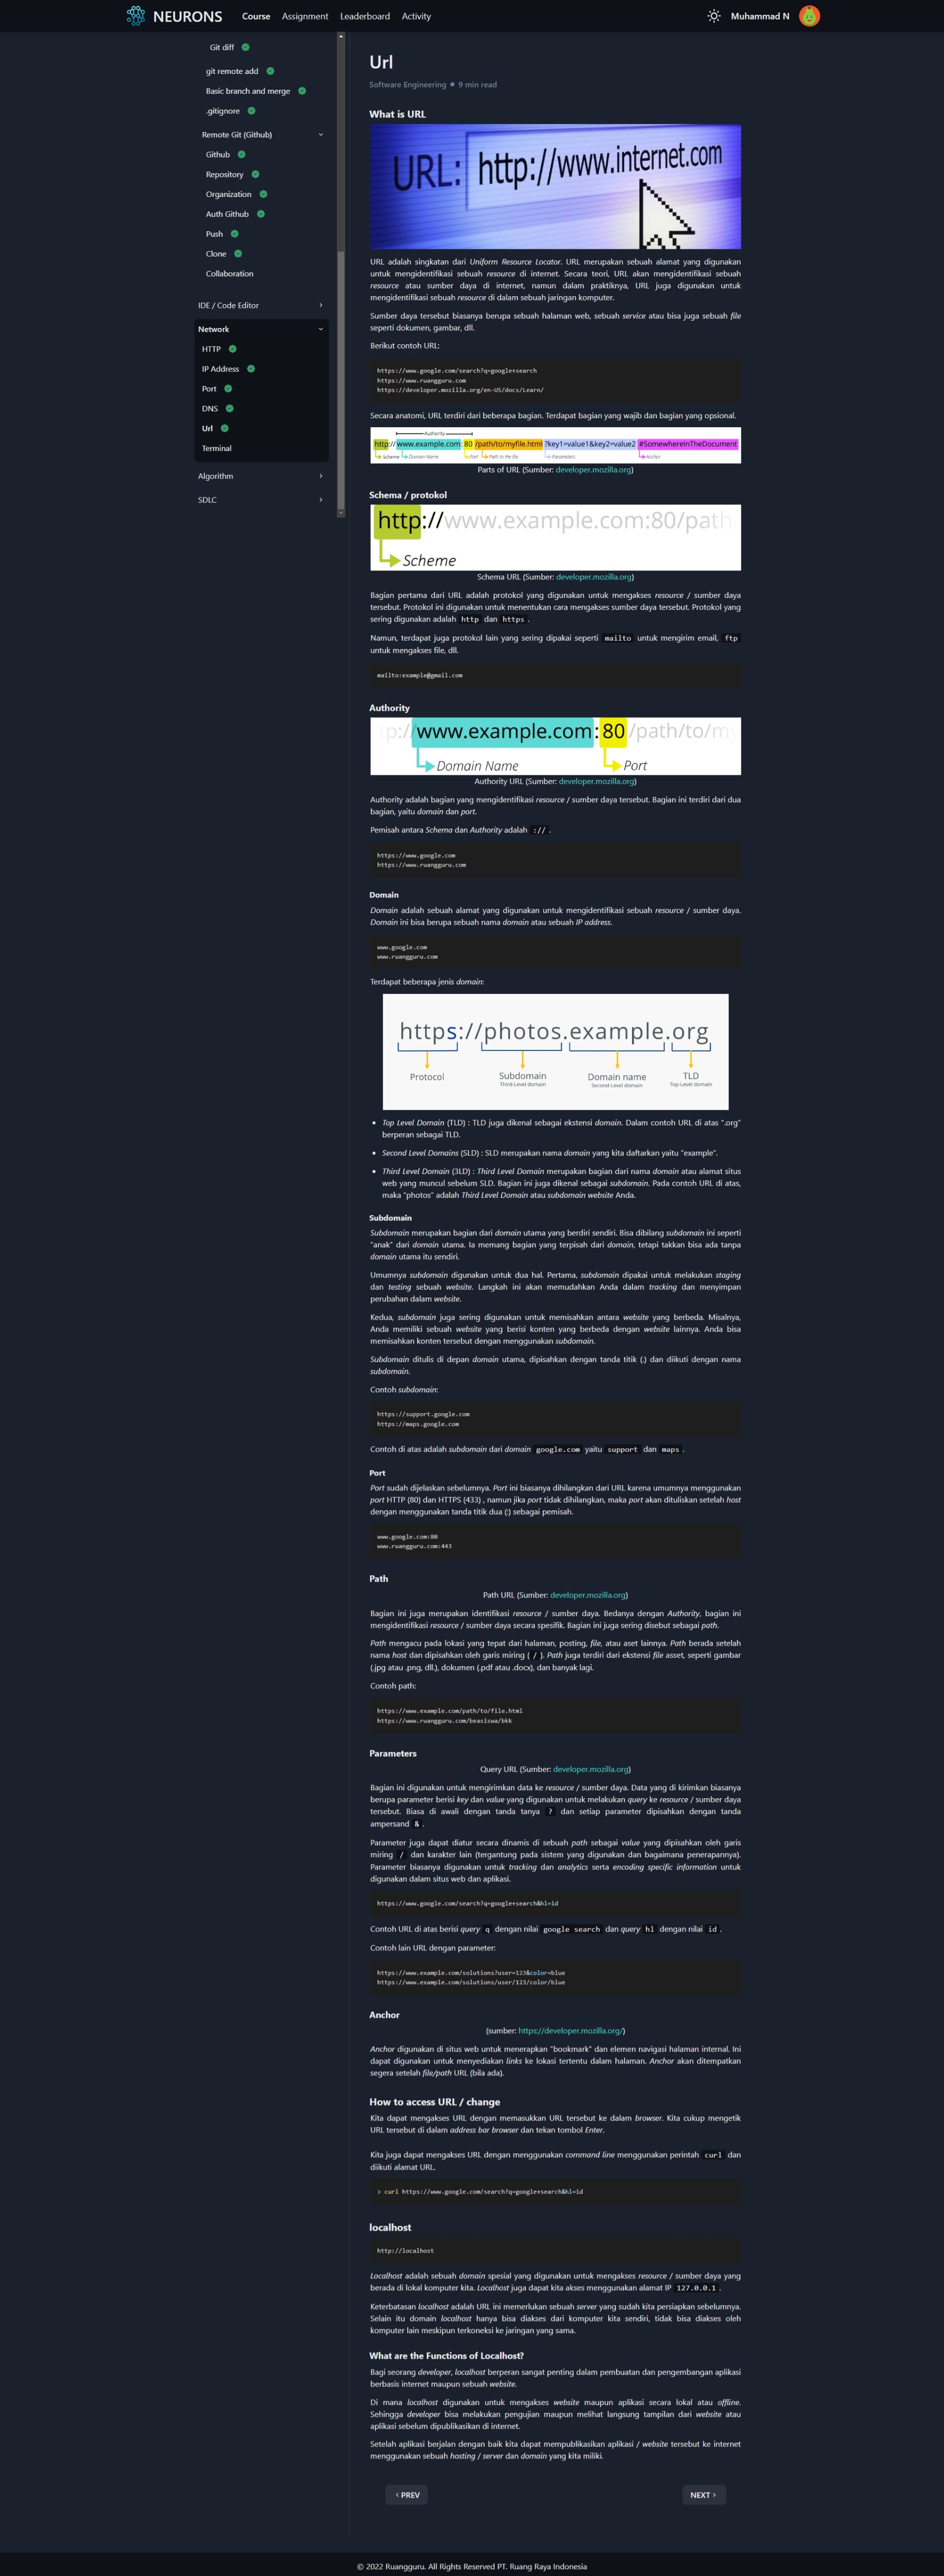 NEURONS
Course Assignment Leaderboard Activity
Muhammad N
Git diff
git remote add
Basic branch and merge
.gitignore
Remote Git (Github)
Github
Repository
Organization
Auth Github
Push
Clone
Collaboration
IDE / Code Editor
Network
HTTP
IP Address
Port
DNS
Url
Terminal
Algorithm
SDLC
Url
Software Engineering • 9 min read
What is URL
URL: http://www.internet.com
URL adalah singkatan dari Uniform Resource Locator. URL merupakan sebuah alamat yang digunakan
untuk mengidentifikasi sebuah resource di internet. Secara teori, URL akan mengidentifikasi sebuah
resource atau sumber daya di internet, namun dalam praktiknya, URL juga digunakan untuk
mengidentifikasi sebuah resource di dalam sebuah jaringan komputer.
Sumber daya tersebut biasanya berupa sebuah halaman web, sebuah service atau bisa juga sebuah file
seperti dokumen, gambar, dll.
Berikut contoh URL:
https://www.google.com/search?q=google+search
https://www.ruangguru.com
https://developer.mozilla.org/en-US/docs/Learn/
Secara anatomi, URL terdiri dari beberapa bagian. Terdapat bagian yang wajib dan bagian yang opsional.
Authority
http://www.example.com:80/path/to/myfile.html?key1=value1&key2=value2#SomewhereInTheDocument
Scheme Domain Name Port Path to the file Parameters Anchor
Parts of URL (Sumber: developer.mozilla.org)
Schema / protokol
http://www.example.com:80/path
Scheme
Schema URL (Sumber: developer.mozilla.org)
Bagian pertama dari URL adalah protokol yang digunakan untuk mengakses resource / sumber daya
tersebut. Protokol ini digunakan untuk menentukan cara mengakses sumber daya tersebut. Protokol yang
sering digunakan adalah http dan https.
Namun, terdapat juga protokol lain yang sering dipakai seperti mailto untuk mengirim email, ftp
untuk mengakses file, dll.
mailto:example@gmail.com
Authority
tp://www.example.com:80/path/to/my
Domain Name Port
Authority URL (Sumber: developer.mozilla.org)
Authority adalah bagian yang mengidentifikasi resource / sumber daya tersebut. Bagian ini terdiri dari dua
bagian, yaitu domain dan port.
Pemisah antara Schema dan Authority adalah ://.
https://www.google.com
https://www.ruangguru.com
Domain
Domain adalah sebuah alamat yang digunakan untuk mengidentifikasi sebuah resource / sumber daya.
Domain ini bisa berupa sebuah nama domain atau sebuah IP address.
www.google.com
www.ruangguru.com
Terdapat beberapa jenis domain:
https://photos.example.org
Protocol Subdomain Domain name TLD
Third-Level domain Second-Level domain Top-Level domain
• Top Level Domain (TLD) : TLD juga dikenal sebagai ekstensi domain. Dalam contoh URL di atas ".org"
berperan sebagai TLD.
• Second Level Domains (SLD) : SLD merupakan nama domain yang kita daftarkan yaitu "example".
• Third Level Domain (3LD) : Third Level Domain merupakan bagian dari nama domain atau alamat situs
web yang muncul sebelum SLD. Bagian ini juga dikenal sebagai subdomain. Pada contoh URL di atas,
maka "photos" adalah Third Level Domain atau subdomain website Anda.
Subdomain
Subdomain merupakan bagian dari domain utama yang berdiri sendiri. Bisa dibilang subdomain ini seperti
"anak" dari domain utama. Ia memang bagian yang terpisah dari domain, tetapi takkan bisa ada tanpa
domain utama itu sendiri.
Umumnya subdomain digunakan untuk dua hal. Pertama, subdomain dipakai untuk melakukan staging
dan testing sebuah website. Langkah ini akan memudahkan Anda dalam tracking dan menyimpan
perubahan dalam website.
Kedua, subdomain juga sering digunakan untuk memisahkan antara website yang berbeda. Misalnya,
Anda memiliki sebuah website yang berisi konten yang berbeda dengan website lainnya. Anda bisa
memisahkan konten tersebut dengan menggunakan subdomain.
Subdomain ditulis di depan domain utama, dipisahkan dengan tanda titik (.) dan diikuti dengan nama
subdomain.
Contoh subdomain:
https://support.google.com
https://maps.google.com
Contoh di atas adalah subdomain dari domain google.com yaitu support dan maps.
Port
Port sudah dijelaskan sebelumnya. Port ini biasanya dihilangkan dari URL karena umumnya menggunakan
port HTTP (80) dan HTTPS (433) , namun jika port tidak dihilangkan, maka port akan dituliskan setelah host
dengan menggunakan tanda titik dua (:) sebagai pemisah.
www.google.com:80
www.ruangguru.com:443
Path
Path URL (Sumber: developer.mozilla.org)
Bagian ini juga merupakan identifikasi resource / sumber daya. Bedanya dengan Authority, bagian ini
mengidentifikasi resource / sumber daya secara spesifik. Bagian ini juga sering disebut sebagai path.
Path mengacu pada lokasi yang tepat dari halaman, posting, file, atau aset lainnya. Path berada setelah
nama host dan dipisahkan oleh garis miring (/). Path juga terdiri dari ekstensi file asset, seperti gambar
(.jpg atau .png, dll.), dokumen (.pdf atau .docx), dan banyak lagi.
Contoh path:
https://www.example.com/path/to/file.html
https://www.ruangguru.com/beasiswa/bkk
Parameters
Query URL (Sumber: developer.mozilla.org)
Bagian ini digunakan untuk mengirimkan data ke resource / sumber daya. Data yang di kirimkan biasanya
berupa parameter berisi key dan value yang digunakan untuk melakukan query ke resource / sumber daya
tersebut. Biasa di awali dengan tanda tanya ? dan setiap parameter dipisahkan dengan tanda
ampersand &.
Parameter juga dapat diatur secara dinamis di sebuah path sebagai value yang dipisahkan oleh garis
miring / dan karakter lain (tergantung pada sistem yang digunakan dan bagaimana penerapannya).
Parameter biasanya digunakan untuk tracking dan analytics serta encoding specific information untuk
digunakan dalam situs web dan aplikasi.
https://www.google.com/search?q=google+search&hl=id
Contoh URL di atas berisi query q dengan nilai google search dan query hl dengan nilai id.
Contoh lain URL dengan parameter:
https://www.example.com/solutions?user=123&color=blue
https://www.example.com/solutions/user/123/color/blue
Anchor
(sumber: https://developer.mozilla.org/)
Anchor digunakan di situs web untuk menerapkan "bookmark" dan elemen navigasi halaman internal. Ini
dapat digunakan untuk menyediakan links ke lokasi tertentu dalam halaman. Anchor akan ditempatkan
segera setelah file/path URL (bila ada).
How to access URL / change
Kita dapat mengakses URL dengan memasukkan URL tersebut ke dalam browser. Kita cukup mengetik
URL tersebut di dalam address bar browser dan tekan tombol Enter.
Kita juga dapat mengakses URL dengan menggunakan command line menggunakan perintah curl dan
diikuti alamat URL.
> curl https://www.google.com/search?q=google+search&hl=id
localhost
http://localhost
Localhost adalah sebuah domain spesial yang digunakan untuk mengakses resource / sumber daya yang
berada di lokal komputer kita. Localhost juga dapat kita akses menggunakan alamat IP 127.0.0.1.
Keterbatasan localhost adalah URL ini memerlukan sebuah server yang sudah kita persiapkan sebelumnya.
Selain itu domain localhost hanya bisa diakses dari komputer kita sendiri, tidak bisa diakses oleh
komputer lain meskipun terkoneksi ke jaringan yang sama.
What are the Functions of Localhost?
Bagi seorang developer, localhost berperan sangat penting dalam pembuatan dan pengembangan aplikasi
berbasis internet maupun sebuah website.
Di mana localhost digunakan untuk mengakses website maupun aplikasi secara lokal atau offline.
Sehingga developer bisa melakukan pengujian maupun melihat langsung tampilan dari website atau
aplikasi sebelum dipublikasikan di internet.
Setelah aplikasi berjalan dengan baik kita dapat mempublikasikan aplikasi / website tersebut ke internet
menggunakan sebuah hosting / server dan domain yang kita miliki.
‹ PREV
NEXT ›
© 2022 Ruangguru. All Rights Reserved PT. Ruang Raya Indonesia